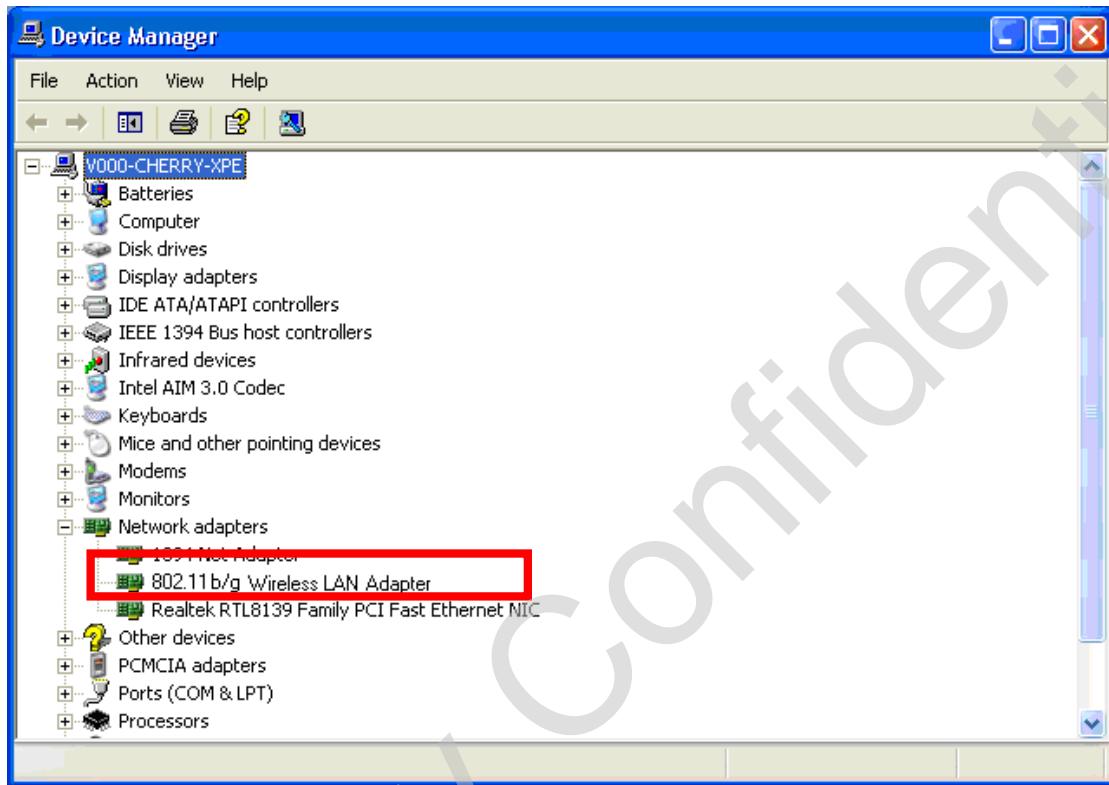 Device Manager
File Action View Help
V000-CHERRY-XPE
Batteries
Computer
Disk drives
Display adapters
IDE ATA/ATAPI controllers
IEEE 1394 Bus host controllers
Infrared devices
Intel AIM 3.0 Codec
Keyboards
Mice and other pointing devices
Modems
Monitors
Network adapters
1394 Net Adapter
802.11b/g Wireless LAN Adapter
Realtek RTL8139 Family PCI Fast Ethernet NIC
Other devices
PCMCIA adapters
Ports (COM & LPT)
Processors
Confidenti